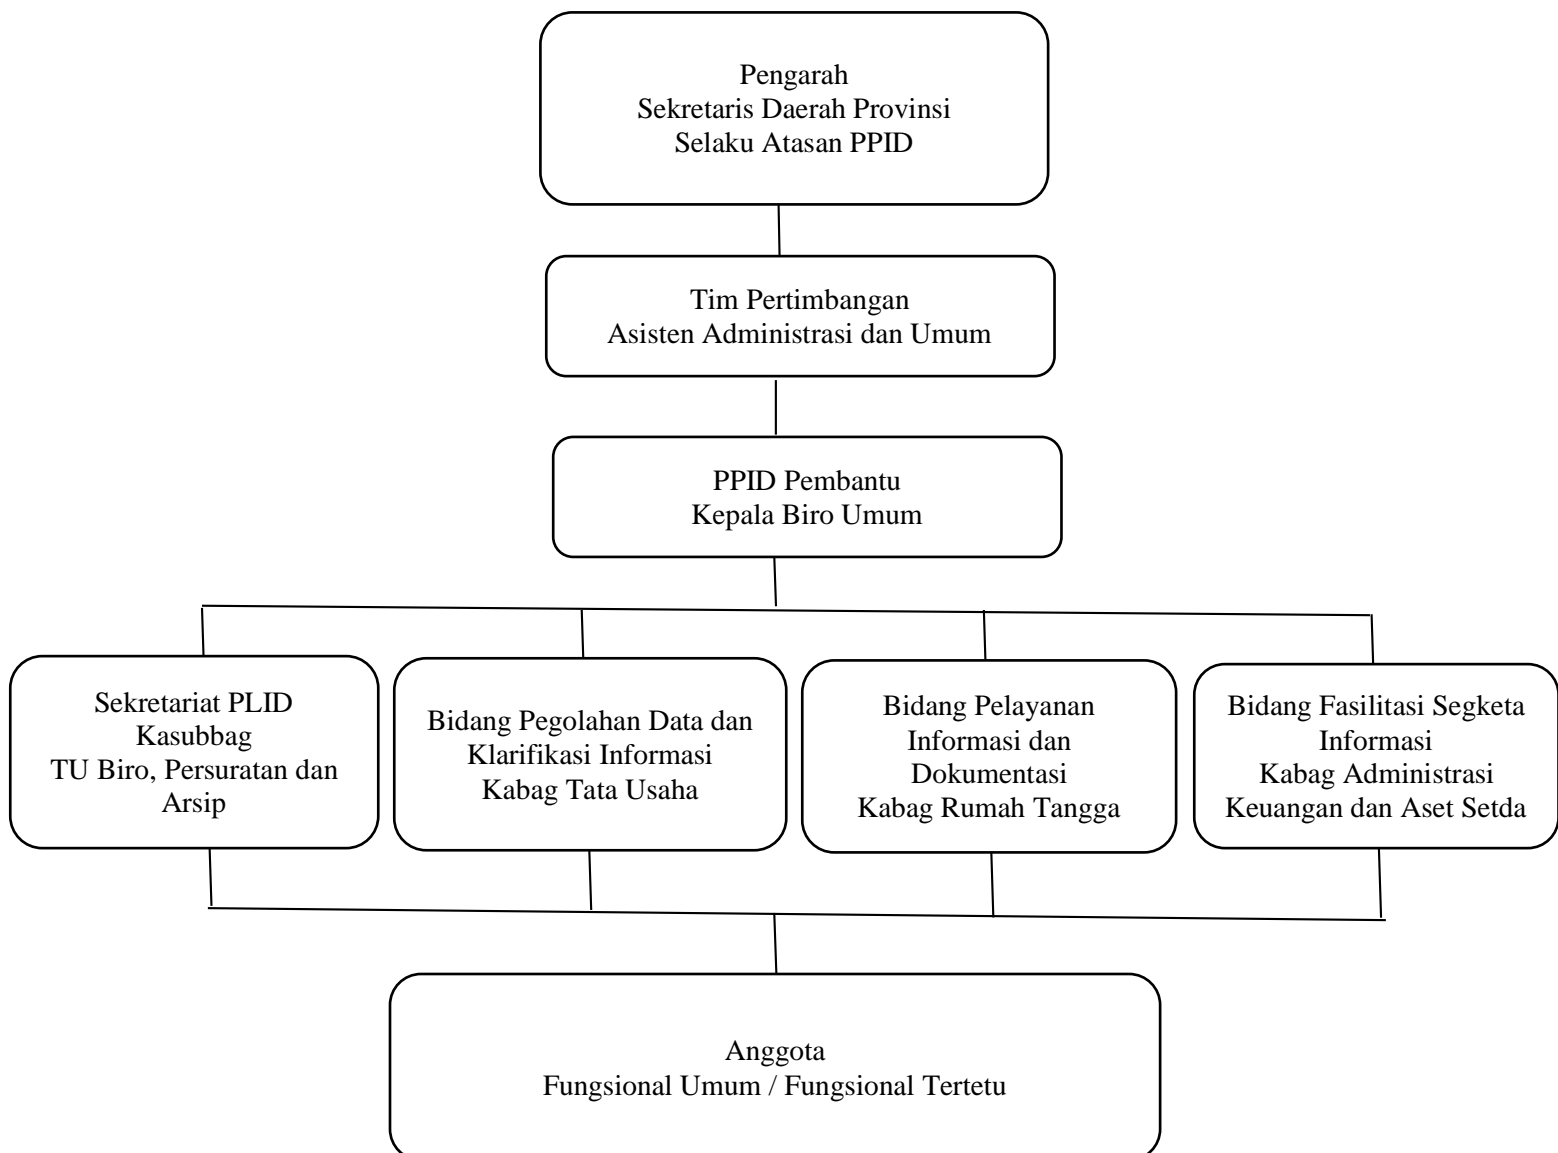 Pengarah
Sekretaris Daerah Provinsi
Selaku Atasan PPID
Tim Pertimbangan
Asisten Administrasi dan Umum
PPID Pembantu
Kepala Biro Umum
Sekretariat PLID
Kasubbag
TU Biro, Persuratan dan
Arsip
Bidang Pegolahan Data dan
Klarifikasi Informasi
Kabag Tata Usaha
Bidang Pelayanan
Informasi dan
Dokumentasi
Kabag Rumah Tangga
Bidang Fasilitasi Segketa
Informasi
Kabag Administrasi
Keuangan dan Aset Setda
Anggota
Fungsional Umum / Fungsional Tertetu